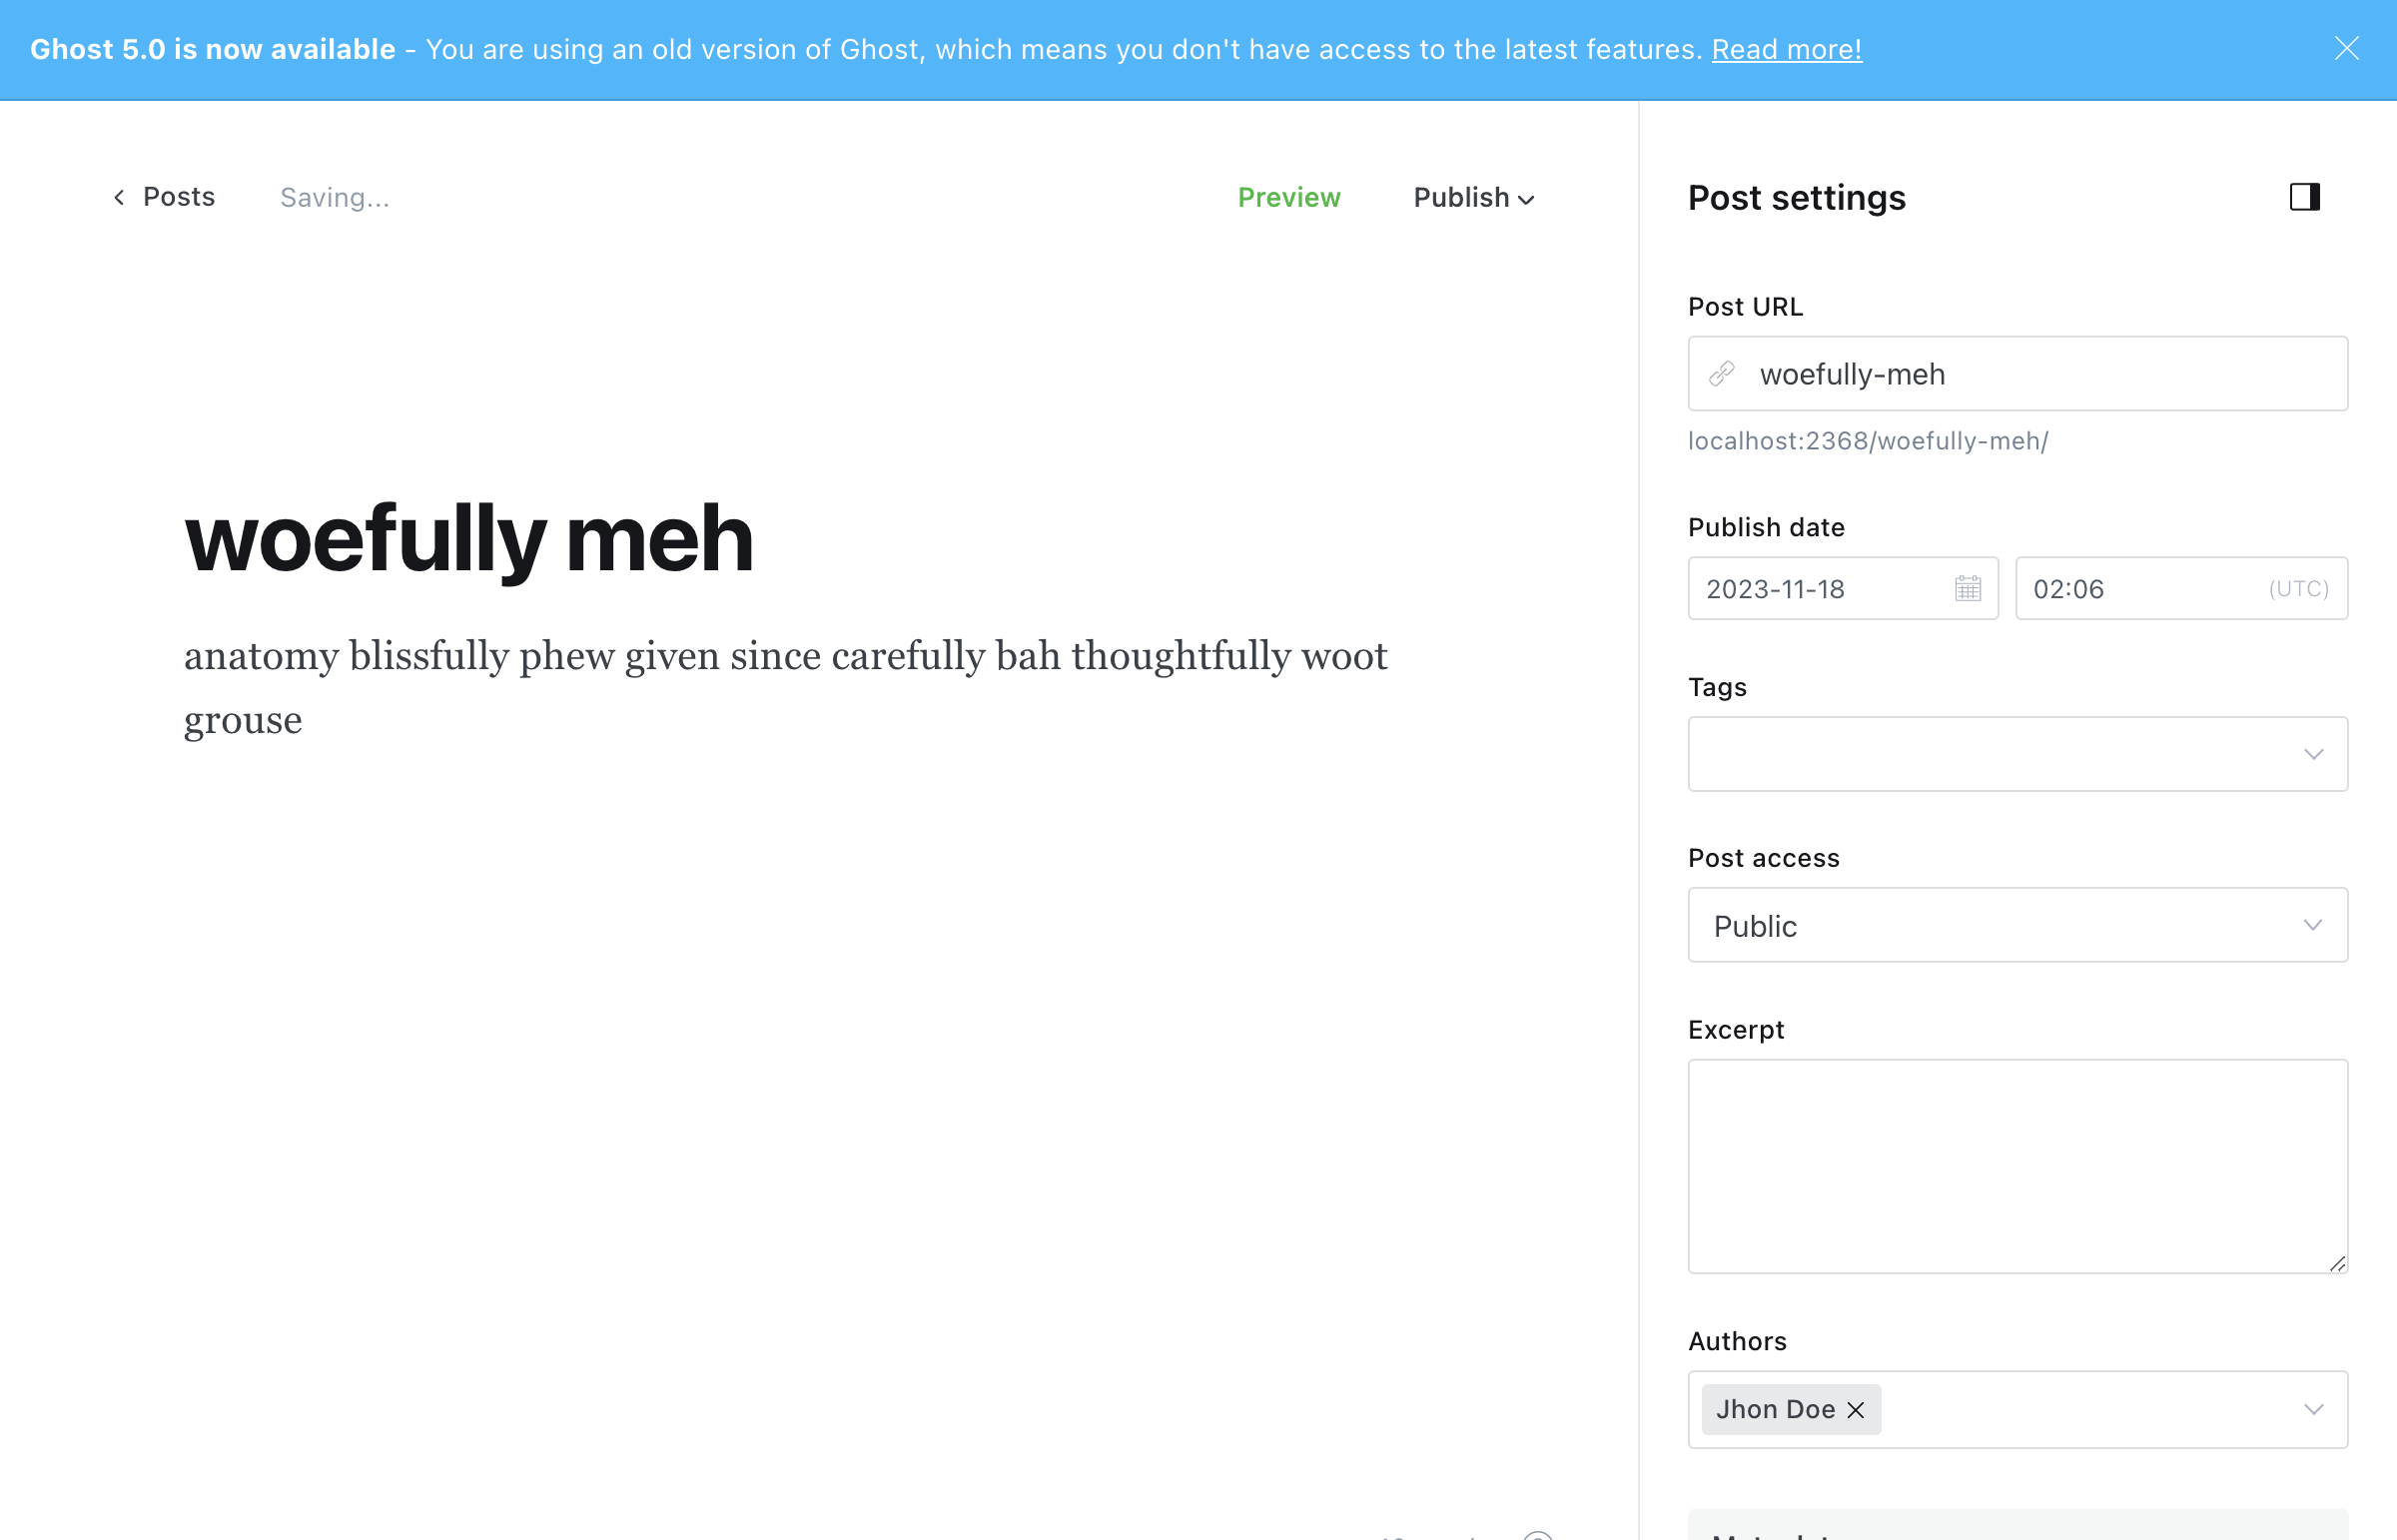 Ghost 5.0 is now available - You are using an old version of Ghost, which means you don't have access to the latest features. Read more!
Posts
Saving...
Preview
Publish
woefully meh
anatomy blissfully phew given since carefully bah thoughtfully woot
grouse
Post settings
Post URL
woefully-meh
localhost:2368/woefully-meh/
Publish date
2023-11-18
02:06
(UTC)
Tags
Post access
Public
Excerpt
Authors
Jhon Doe